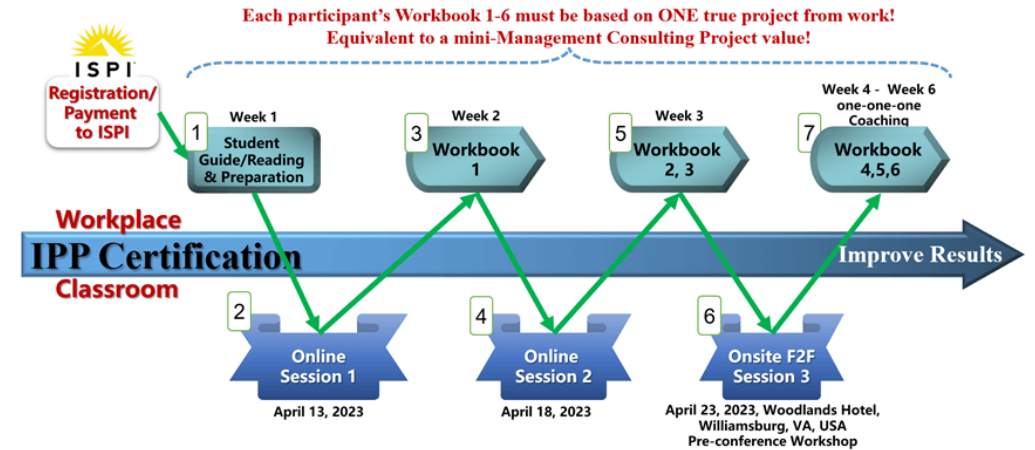 Each participant's Workbook 1-6 must be based on ONE true project from work!
Equivalent to a mini-Management Consulting Project value!
ISPI
Registration/
Payment
to ISPI
1
Week 1
Student
Guide/Reading
& Preparation
3
Week 2
Workbook
1
5
Week 3
Workbook
2, 3
7
Week 4 - Week 6
one-one-one
Coaching
Workbook
4,5,6
Workplace
IPP Certification
Improve Results
Classroom
2
Online
Session 1
April 13, 2023
4
Online
Session 2
April 18, 2023
6
Onsite F2F
Session 3
April 23, 2023, Woodlands Hotel,
Williamsburg, VA, USA
Pre-conference Workshop